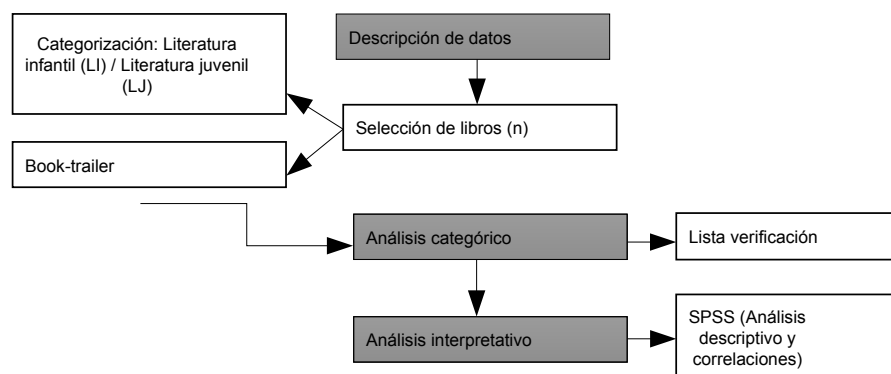 Categorización: Literatura
infantil (LI) / Literatura juvenil
(LJ)
Descripción de datos
Selección de libros (n)
Book-trailer
Análisis categórico
Lista verificación
Análisis interpretativo
SPSS (Análisis
descriptivo y
correlaciones)